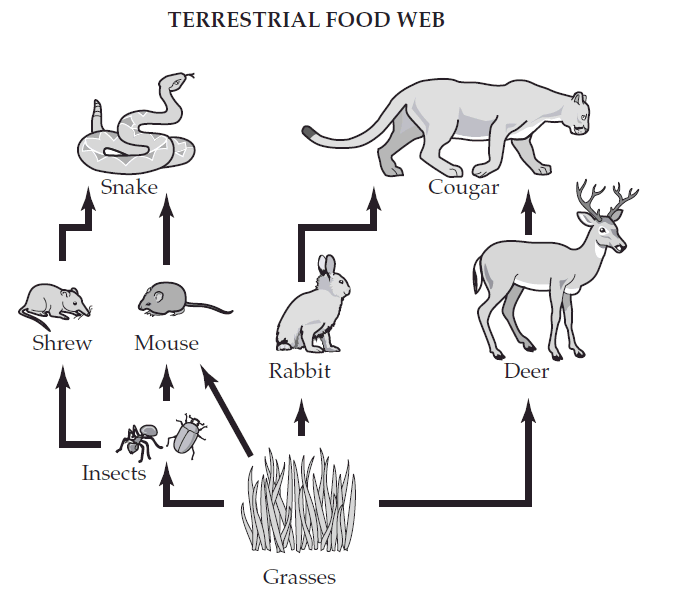 TERRESTRIAL FOOD WEB
Snake
Cougar
Shrew
Mouse
Rabbit
Deer
Insects
Grasses